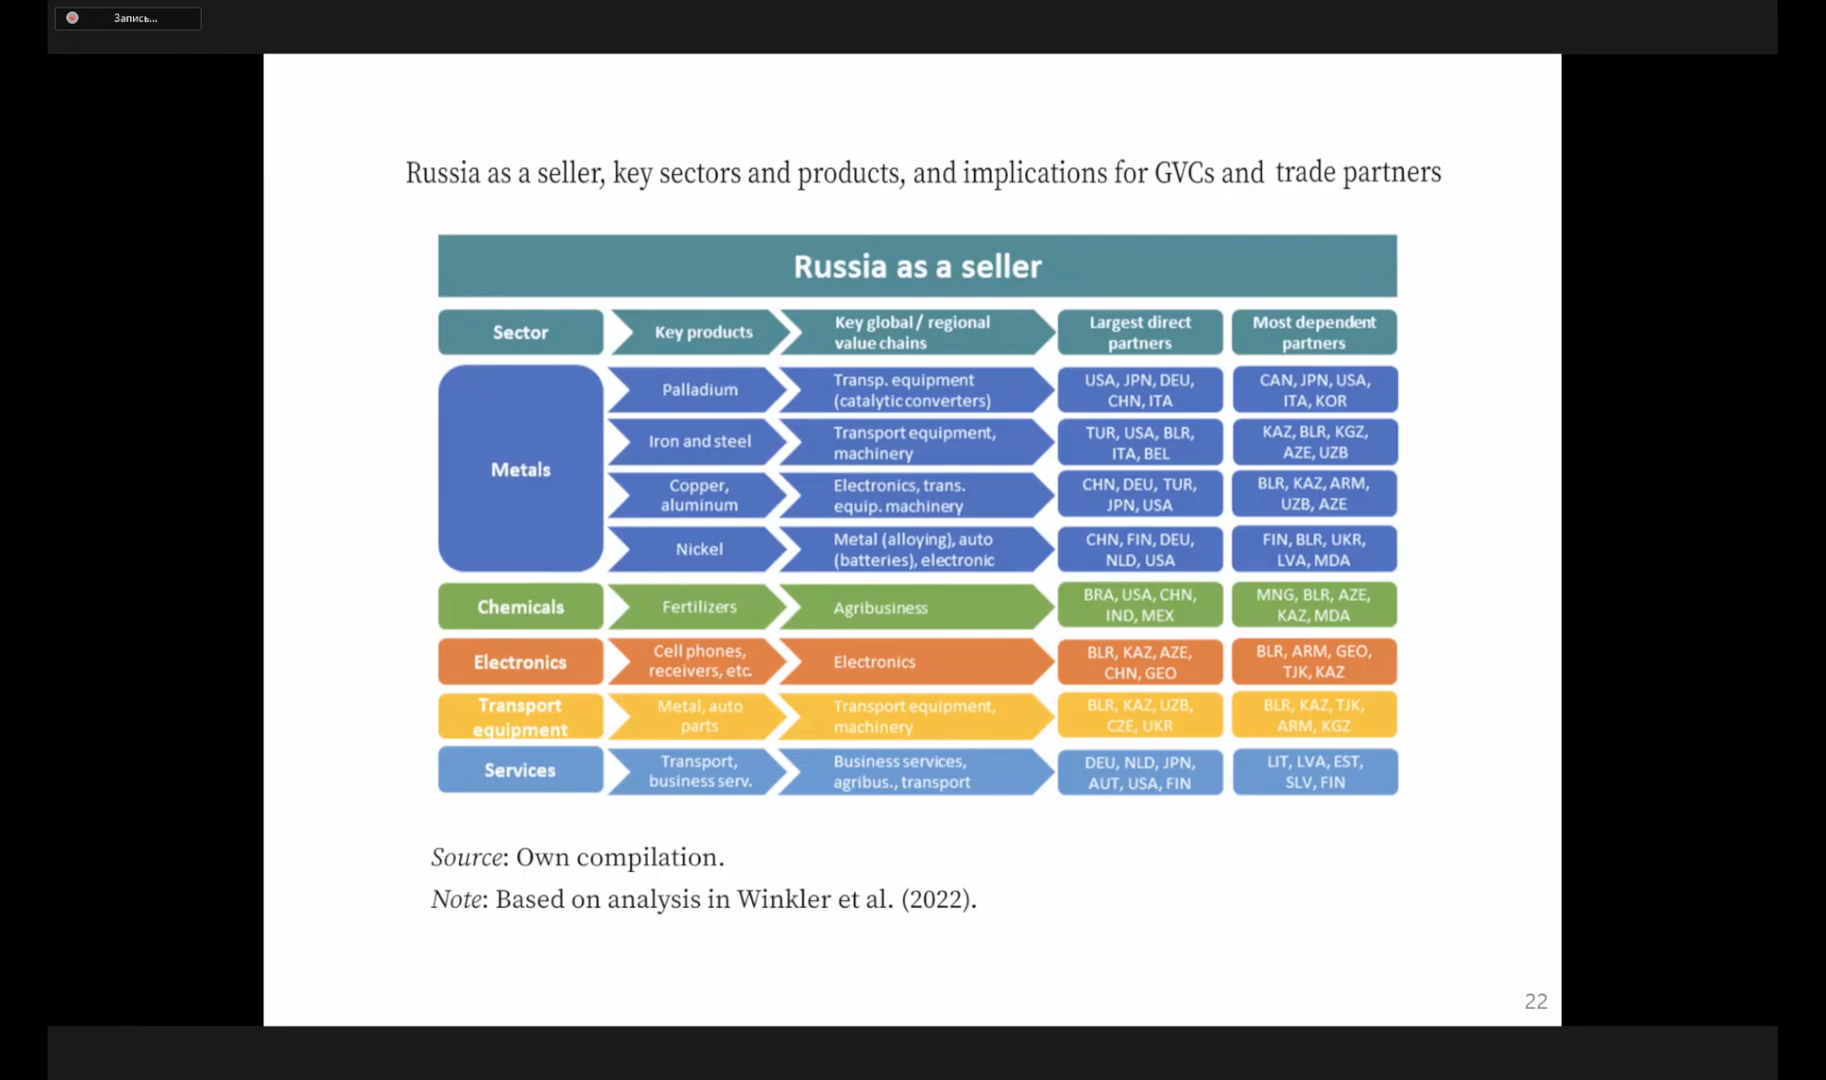 Запись...
Russia as a seller, key sectors and products, and implications for GVCs and trade partners
Russia as a seller
Sector
Key products
Key global / regional
value chains
Largest direct
partners
Most dependent
partners
Metals
Palladium
Transp. equipment
(catalytic converters)
USA, JPN, DEU,
CHN, ITA
CAN, JPN, USA,
ITA, KOR
Iron and steel
Transport equipment,
machinery
TUR, USA, BLR,
ITA, BEL
KAZ, BLR, KGZ,
AZE, UZB
Copper,
aluminum
Electronics, trans.
equip. machinery
CHN, DEU, TUR,
JPN, USA
BLR, KAZ, ARM,
UZB, AZE
Nickel
Metal (alloying), auto
(batteries), electronic
CHN, FIN, DEU,
NLD, USA
FIN, BLR, UKR,
LVA, MDA
Chemicals
Fertilizers
Agribusiness
BRA, USA, CHN,
IND, MEX
MNG, BLR, AZE,
KAZ, MDA
Electronics
Cell phones,
receivers, etc.
Electronics
BLR, KAZ, AZE,
CHN, GEO
BLR, ARM, GEO,
TJK, KAZ
Transport
equipment
Metal, auto
parts
Transport equipment,
machinery
BLR, KAZ, UZB,
CZE, UKR
BLR, KAZ, TJK,
ARM, KGZ
Services
Transport,
business serv.
Business services,
agribus., transport
DEU, NLD, JPN,
AUT, USA, FIN
LIT, LVA, EST,
SLV, FIN
Source: Own compilation.
Note: Based on analysis in Winkler et al. (2022).
22